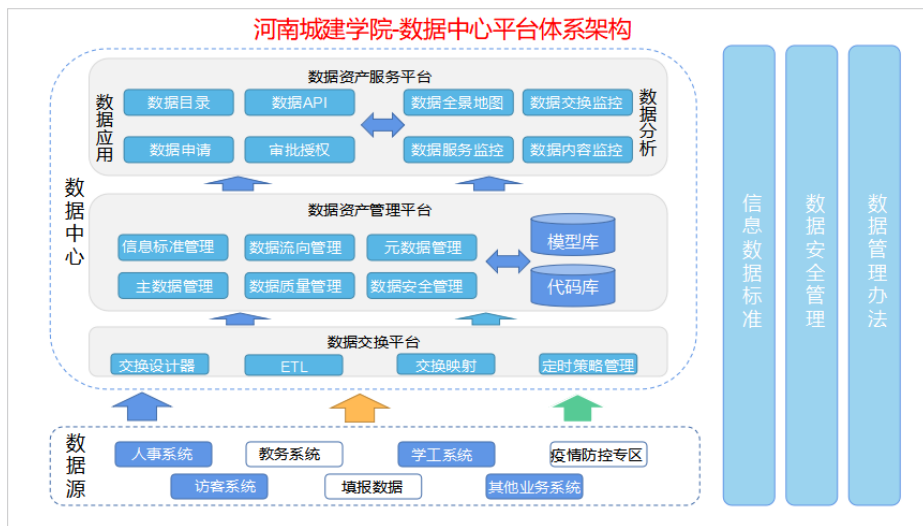 河南城建学院-数据中心平台体系架构
数据中心
数据资产服务平台
数据应用
数据目录
数据API
数据全景地图
数据交换监控
数据分析
数据申请
审批授权
数据服务监控
数据内容监控
数据资产管理平台
信息标准管理
数据流向管理
元数据管理
模型库
主数据管理
数据质量管理
数据安全管理
代码库
数据交换平台
交换设计器
ETL
交换映射
定时策略管理
数据源
人事系统
教务系统
学工系统
疫情防控专区
访客系统
填报数据
其他业务系统
信息数据标准
数据安全管理
数据管理办法